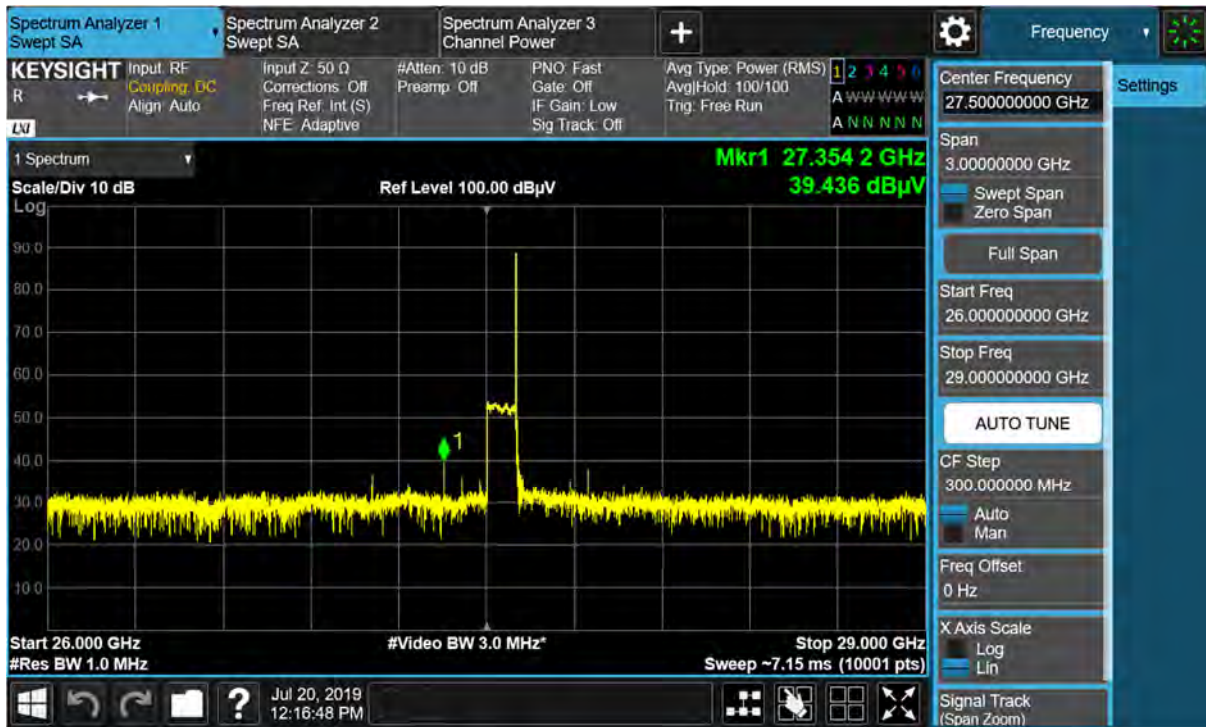 Spectrum Analyzer 1
Swept SA
Spectrum Analyzer 2
Swept SA
Spectrum Analyzer 3
Channel Power
+
Frequency
KEYSIGHT
R
LXI
Input: RF
Coupling: DC
Align: Auto
Input Z: 50 Ω
Corrections: Off
Freq Ref: Int (S)
NFE: Adaptive
#Atten: 10 dB
Preamp: Off
PNO: Fast
Gate: Off
IF Gain: Low
Sig Track: Off
Avg Type: Power (RMS)
Avg|Hold: 100/100
Trig: Free Run
1 2 3 4 5 6
A W W W W W
A N N N N N
1 Spectrum
Scale/Div 10 dB
Ref Level 100.00 dBµV
Mkr1 27.354 2 GHz
39.436 dBµV
Log
90.0
80.0
70.0
60.0
50.0
40.0
30.0
20.0
10.0
1
Start 26.000 GHz
#Video BW 3.0 MHz*
Stop 29.000 GHz
#Res BW 1.0 MHz
Sweep ~7.15 ms (10001 pts)
Center Frequency
27.500000000 GHz
Settings
Span
3.00000000 GHz
Swept Span
Zero Span
Full Span
Start Freq
26.000000000 GHz
Stop Freq
29.000000000 GHz
AUTO TUNE
CF Step
300.000000 MHz
Auto
Man
Freq Offset
0 Hz
X Axis Scale
Log
Lin
Signal Track
(Span Zoom)
?
Jul 20, 2019
12:16:48 PM